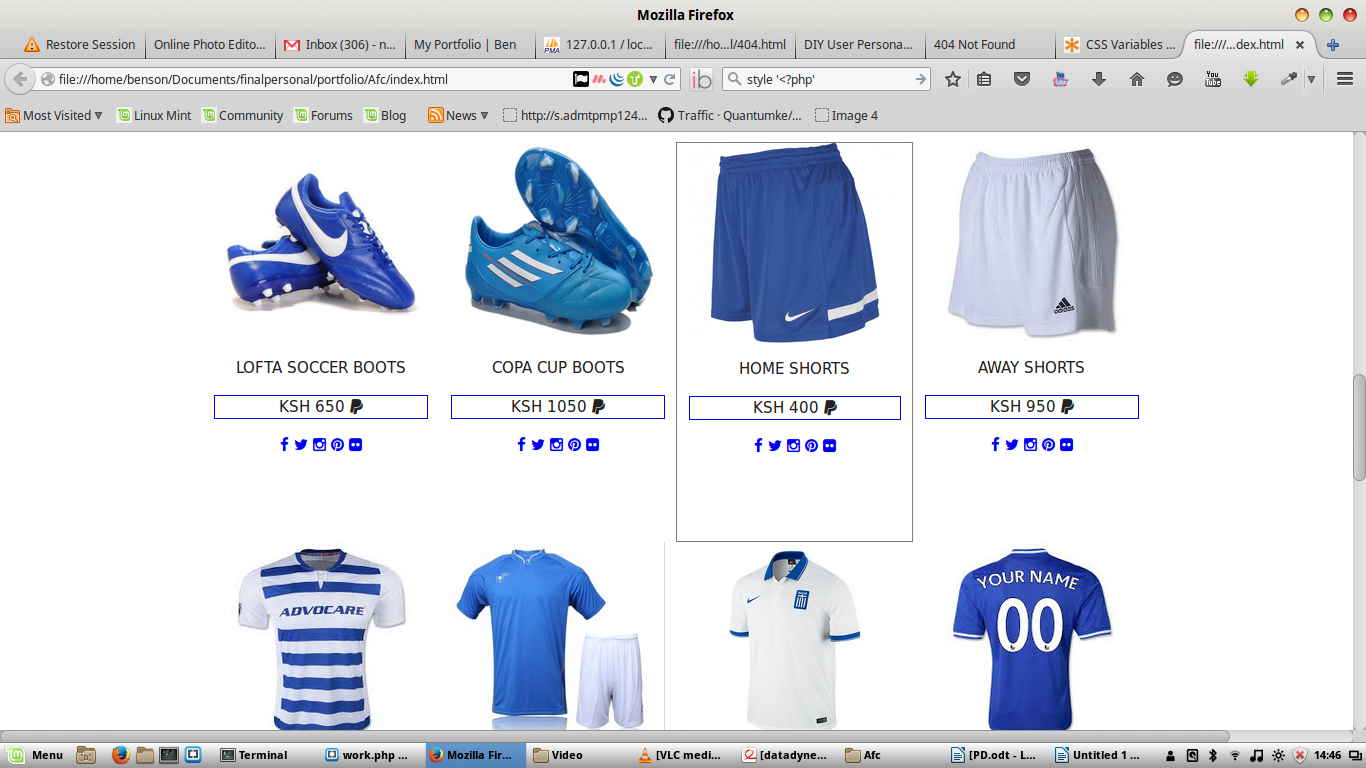 Mozilla Firefox
Restore Session
Online Photo Edito...
Inbox (306) - n...
My Portfolio | Ben
127.0.0.1 / loc...
file:///ho...l/404.html
DIY User Persona...
404 Not Found
CSS Variables ...
file:///...dex.html
file:///home/benson/Documents/finalpersonal/portfolio/Afc/index.html
style '<?php'
Most Visited
Linux Mint
Community
Forums
Blog
News
http://s.admtpmp124...
Traffic · Quantumke/...
Image 4
adidas
LOFTA SOCCER BOOTS
COPA CUP BOOTS
HOME SHORTS
AWAY SHORTS
KSH 650
KSH 1050
KSH 400
KSH 950
ADVOCARE
YOUR NAME
00
Menu
Terminal
work.php ...
Mozilla Fir...
Video
[VLC medi...
[datadyne...
Afc
[PD.odt - L...
Untitled 1 ...
14:46